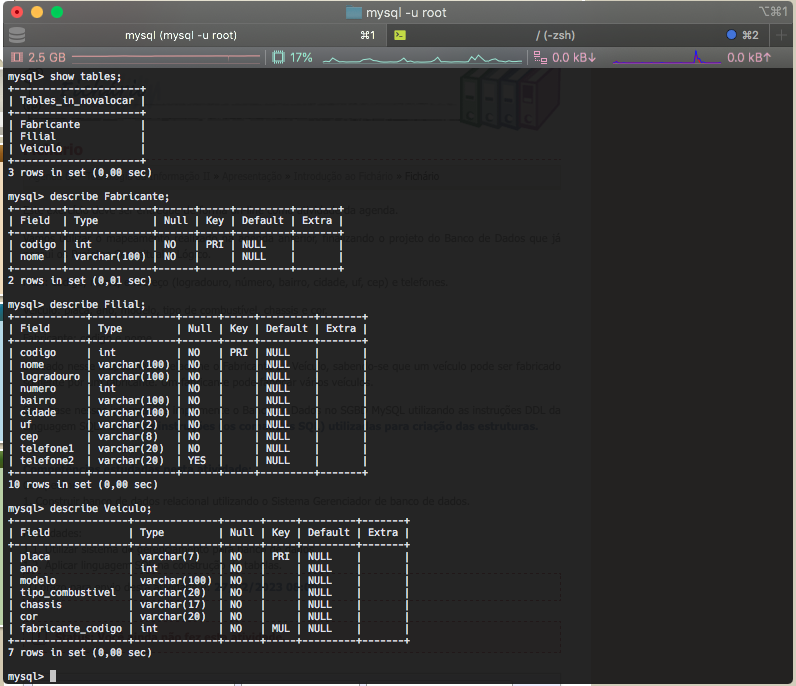 mysql -u root
⌥⌘1
mysql (mysql -u root)
⌘1
/ (-zsh)
⌘2
2.5 GB
17%
0.0 kB↓
0.0 kB↑
mysql> show tables;
+----------------------+
| Tables_in_novalocar |
+----------------------+
| Fabricante |
| Filial |
| Veiculo |
+----------------------+
3 rows in set (0,00 sec)
mysql> describe Fabricante;
+--------+--------------+------+-----+---------+-------+
| Field | Type | Null | Key | Default | Extra |
+--------+--------------+------+-----+---------+-------+
| codigo | int | NO | PRI | NULL | |
| nome | varchar(100) | NO | | NULL | |
+--------+--------------+------+-----+---------+-------+
2 rows in set (0,01 sec)
mysql> describe Filial;
+------------+--------------+------+-----+---------+-------+
| Field | Type | Null | Key | Default | Extra |
+------------+--------------+------+-----+---------+-------+
| codigo | int | NO | PRI | NULL | |
| nome | varchar(100) | NO | | NULL | |
| logradouro | varchar(100) | NO | | NULL | |
| numero | int | NO | | NULL | |
| bairro | varchar(100) | NO | | NULL | |
| cidade | varchar(100) | NO | | NULL | |
| uf | varchar(2) | NO | | NULL | |
| cep | varchar(8) | NO | | NULL | |
| telefone1 | varchar(20) | NO | | NULL | |
| telefone2 | varchar(20) | YES | | NULL | |
+------------+--------------+------+-----+---------+-------+
10 rows in set (0,00 sec)
mysql> describe Veiculo;
+-------------------+--------------+------+-----+---------+-------+
| Field | Type | Null | Key | Default | Extra |
+-------------------+--------------+------+-----+---------+-------+
| placa | varchar(7) | NO | PRI | NULL | |
| ano | int | NO | | NULL | |
| modelo | varchar(100) | NO | | NULL | |
| tipo_combustivel | varchar(20) | NO | | NULL | |
| chassis | varchar(17) | NO | | NULL | |
| cor | varchar(20) | NO | | NULL | |
| fabricante_codigo | int | NO | MUL | NULL | |
+-------------------+--------------+------+-----+---------+-------+
7 rows in set (0,00 sec)
mysql>